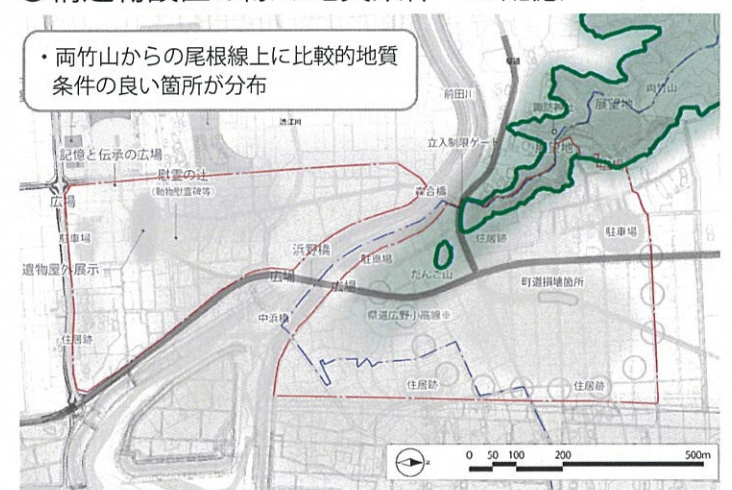 ・両竹山からの尾根線上に比較的地質
条件の良い箇所が分布
県道
前田川
両竹山
諏訪神社
展望地
渋江川
立入制限ゲート
記憶と伝承の広場
慰霊の辻
(動物慰霊碑等)
森合橋
広場
駐車場
住居跡
駐車場
浜野橋
駐車場
遺物屋外展示
広場
広場
だんご山
町道損壊箇所
中浜橋
県道広野小高線※
住居跡
住居跡
住居跡
0 50 100 200 500m